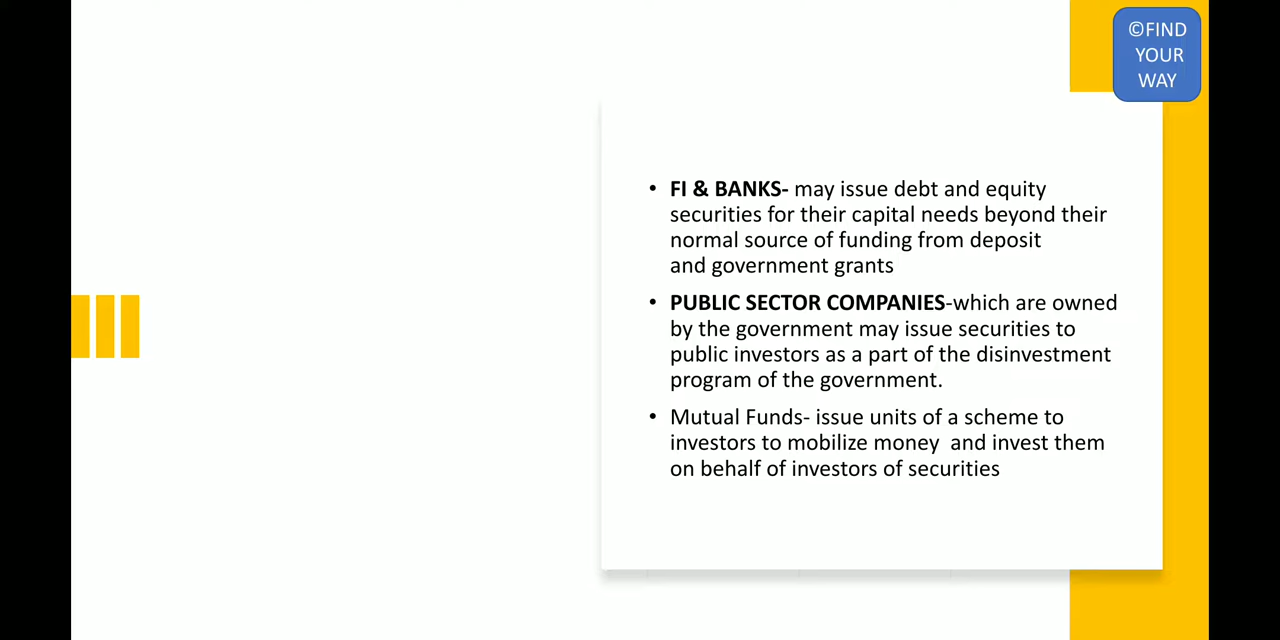 ©FIND
YOUR
WAY
• FI & BANKS- may issue debt and equity
securities for their capital needs beyond their
normal source of funding from deposit
and government grants
• PUBLIC SECTOR COMPANIES-which are owned
by the government may issue securities to
public investors as a part of the disinvestment
program of the government.
• Mutual Funds- issue units of a scheme to
investors to mobilize money  and invest them
on behalf of investors of securities